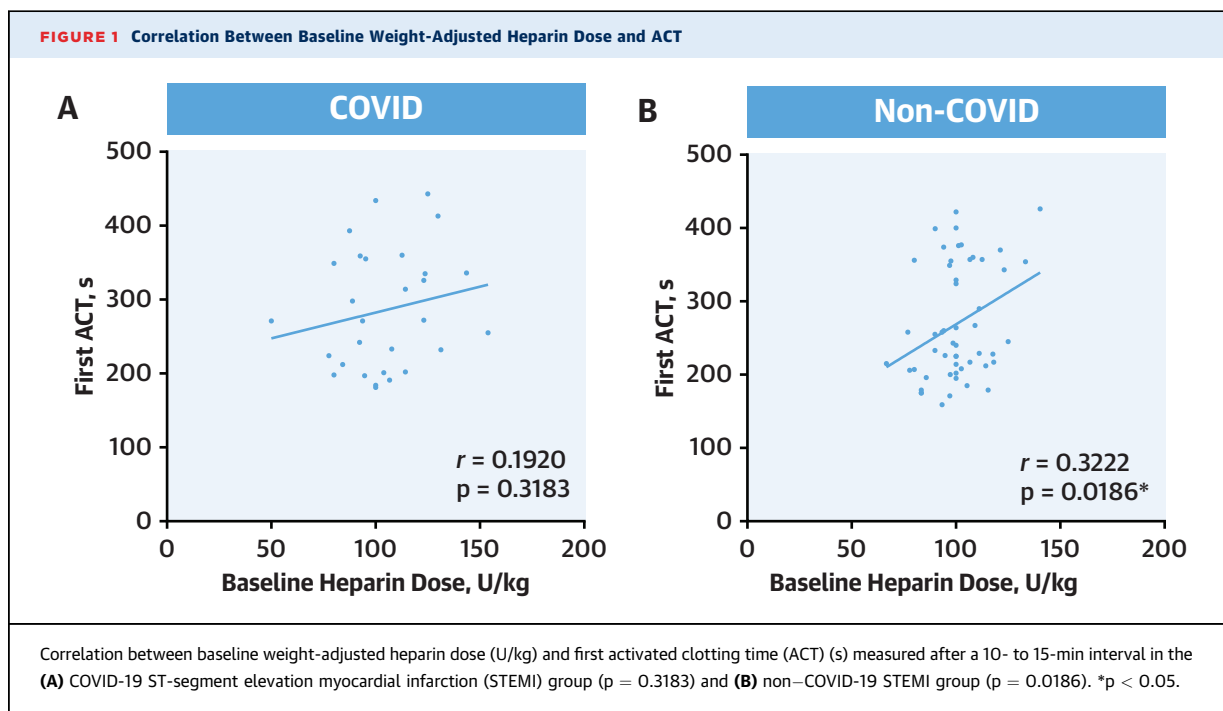 FIGURE 1 Correlation Between Baseline Weight-Adjusted Heparin Dose and ACT
A
COVID
First ACT, s
500
400
300
200
100
0
r = 0.1920
p = 0.3183
0 50 100 150 200
Baseline Heparin Dose, U/kg
B
Non-COVID
First ACT, s
500
400
300
200
100
0
r = 0.3222
p = 0.0186*
0 50 100 150 200
Baseline Heparin Dose, U/kg
Correlation between baseline weight-adjusted heparin dose (U/kg) and first activated clotting time (ACT) (s) measured after a 10- to 15-min interval in the
(A) COVID-19 ST-segment elevation myocardial infarction (STEMI) group (p = 0.3183) and (B) non–COVID-19 STEMI group (p = 0.0186). *p < 0.05.